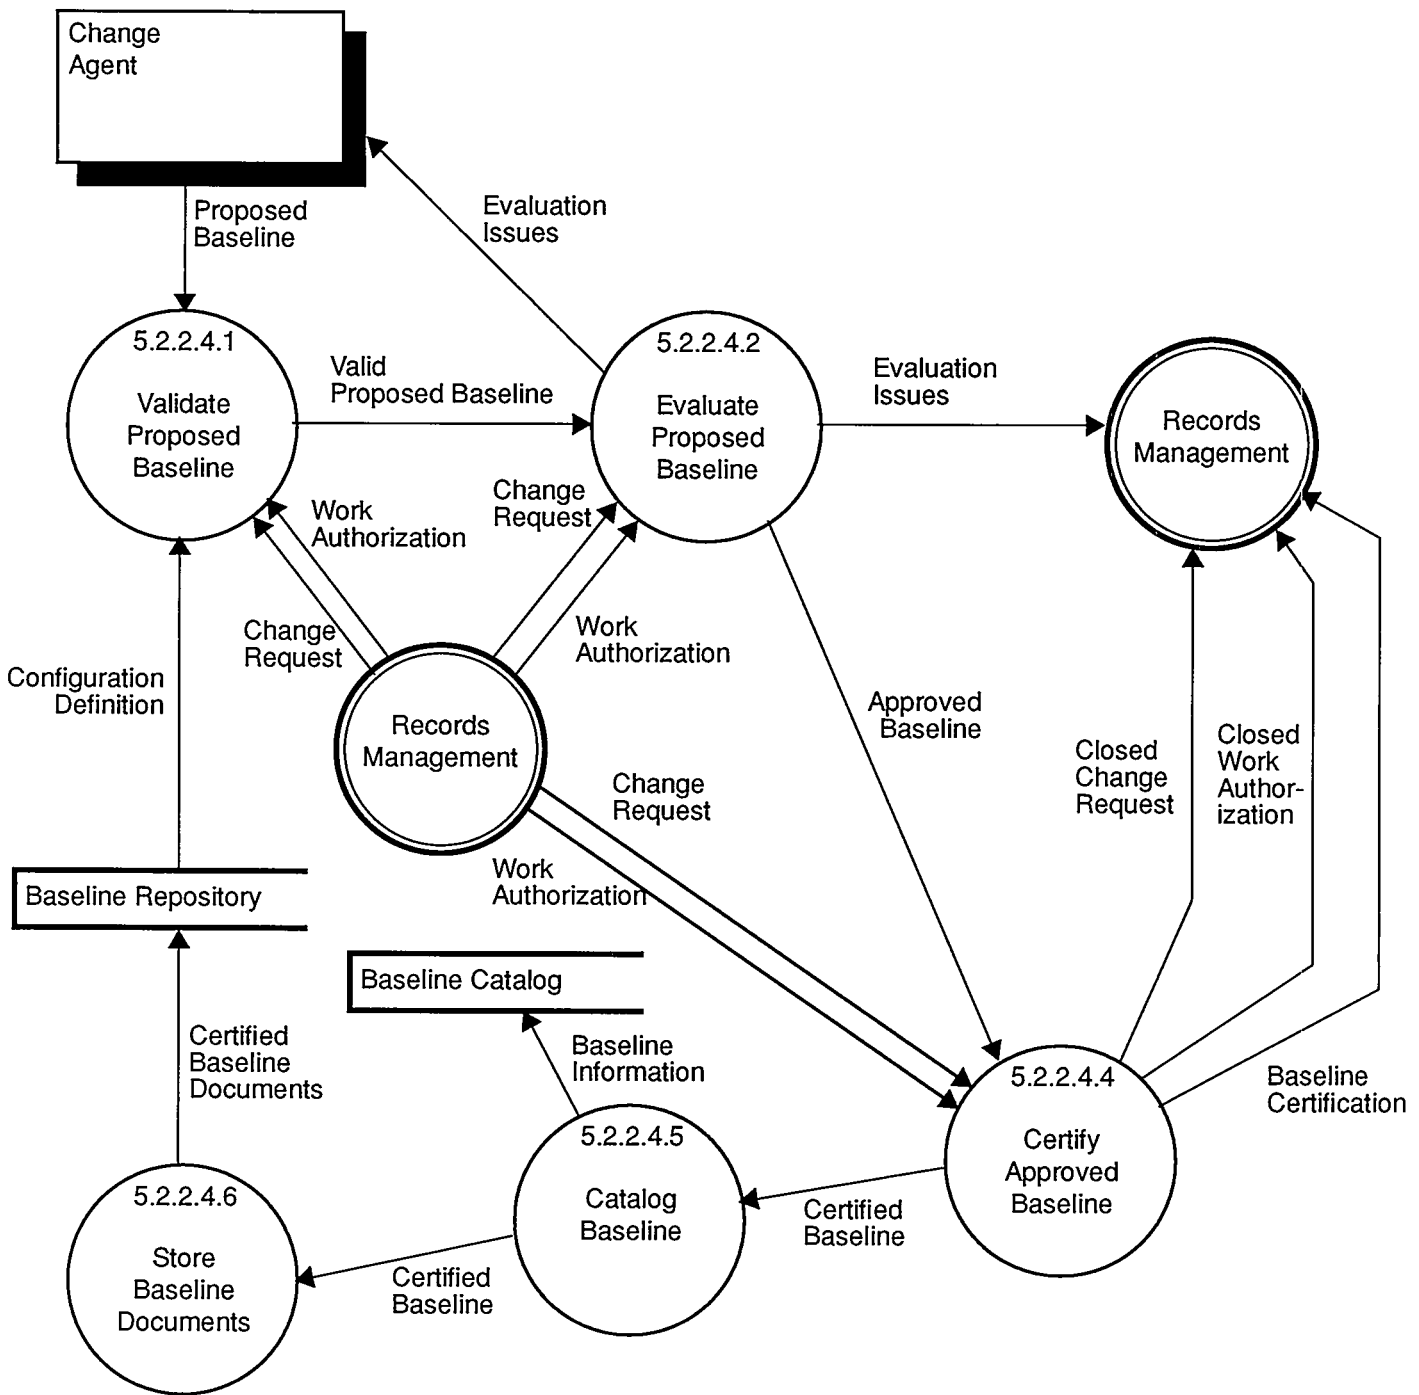 Change
Agent
Proposed
Baseline
Evaluation
Issues
5.2.2.4.1
Validate
Proposed
Baseline
Valid
Proposed Baseline
5.2.2.4.2
Evaluate
Proposed
Baseline
Evaluation
Issues
Records
Management
Work
Authorization
Change
Request
Change
Request
Work
Authorization
Configuration
Definition
Records
Management
Approved
Baseline
Change
Request
Work
Authorization
Closed
Change
Request
Closed
Work
Author-
ization
Baseline Repository
Baseline Catalog
Certified
Baseline
Documents
Baseline
Information
5.2.2.4.4
Certify
Approved
Baseline
Baseline
Certification
5.2.2.4.5
Catalog
Baseline
Certified
Baseline
5.2.2.4.6
Store
Baseline
Documents
Certified
Baseline